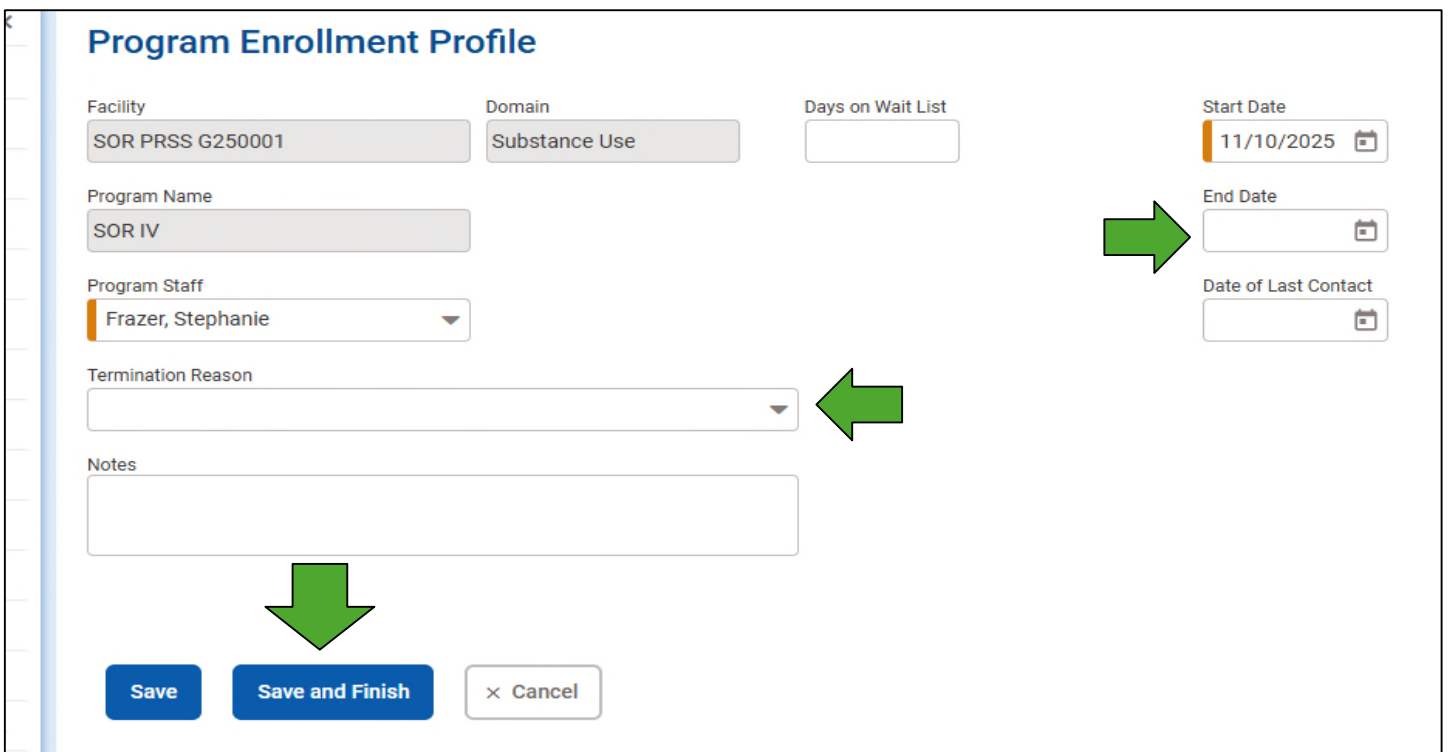 Program Enrollment Profile
Facility Domain Days on Wait List Start Date
SOR PRSS G250001 Substance Use 11/10/2025
Program Name End Date
SOR IV
Program Staff Date of Last Contact
Frazer, Stephanie
Termination Reason
Notes
Save Save and Finish × Cancel